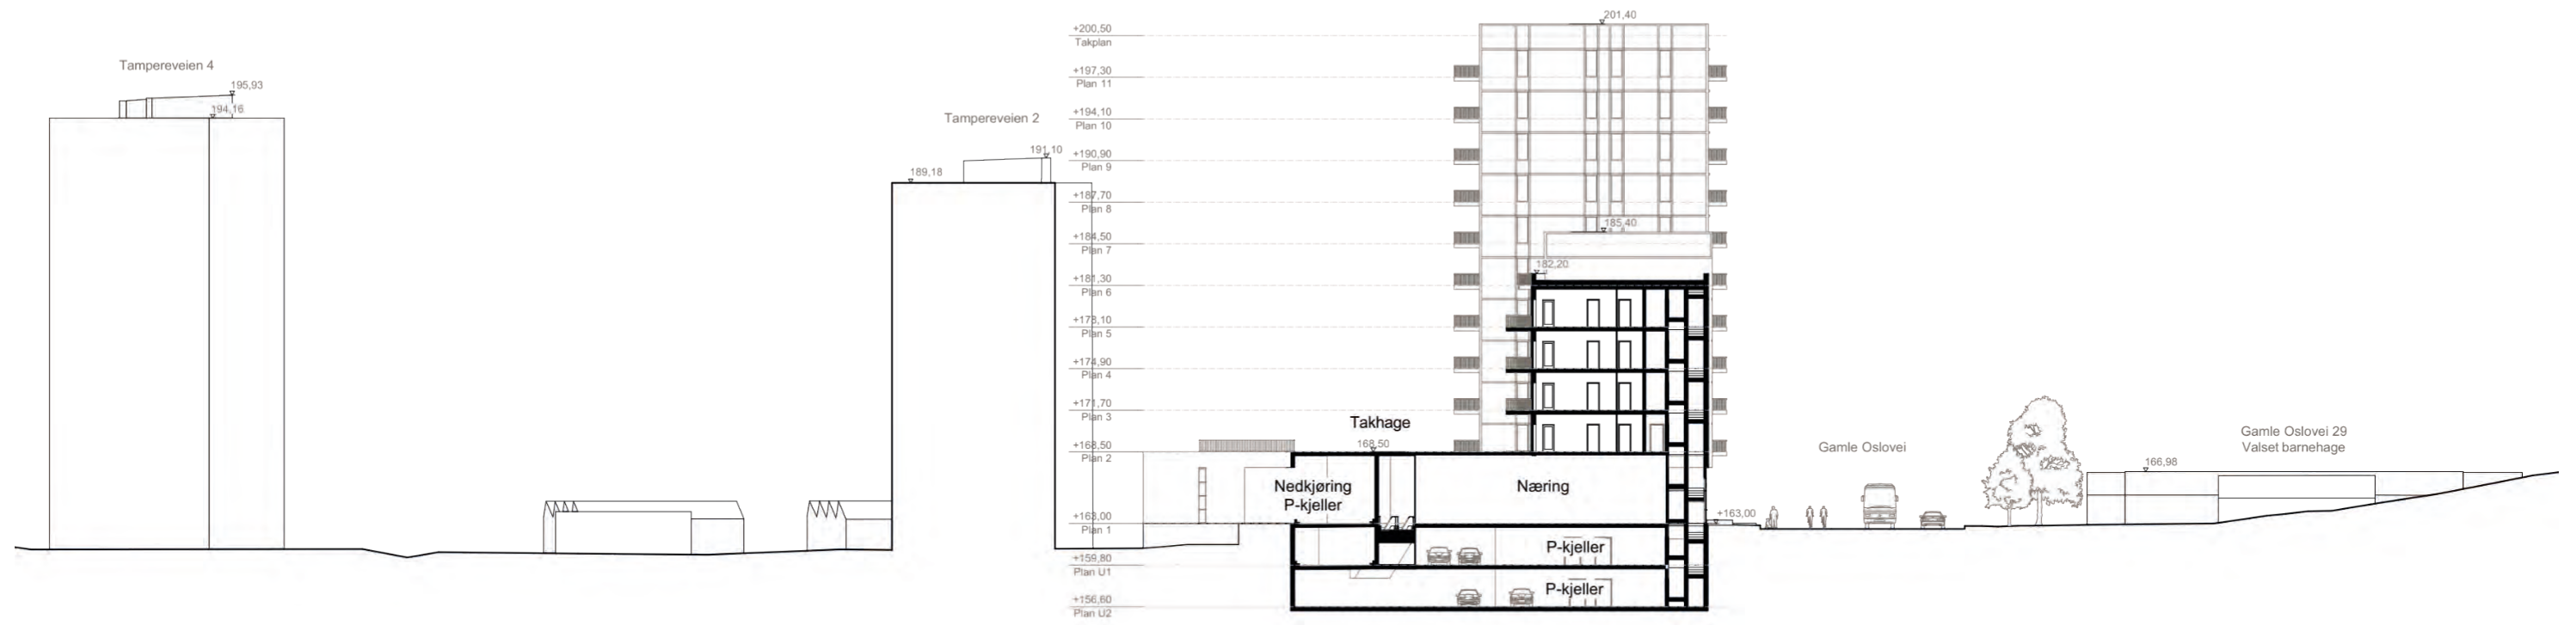 Tampereveien 4
195,93
194,16
Tampereveien 2
191,10
189,18
+200,50
Takplan
+197,30
Plan 11
+194,10
Plan 10
+190,90
Plan 9
+187,70
Plan 8
+184,50
Plan 7
+181,30
Plan 6
+178,10
Plan 5
+174,90
Plan 4
+171,70
Plan 3
+168,50
Plan 2
+163,00
Plan 1
+159,80
Plan U1
+156,60
Plan U2
201,40
185,40
182,20
Takhage
168,50
Nedkjøring
P-kjeller
Næring
P-kjeller
P-kjeller
+163,00
Gamle Oslovei
Gamle Oslovei 29
Valset barnehage
166,98